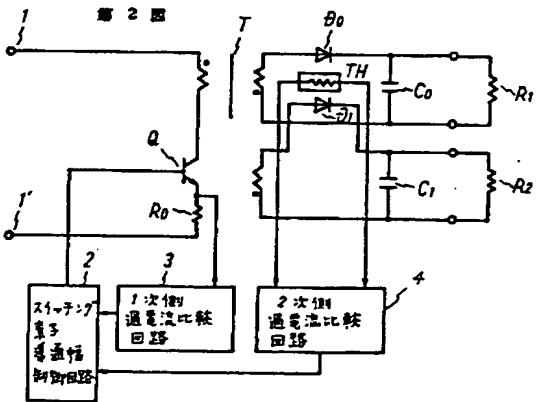 第2図
1
T
D0
TH
C0
R1
D1
Q
R0
1'
C1
R2
2
3
4
スイッチング
素子
導通幅
制御回路
1次側
過電流比較
回路
2次側
過電流比較
回路